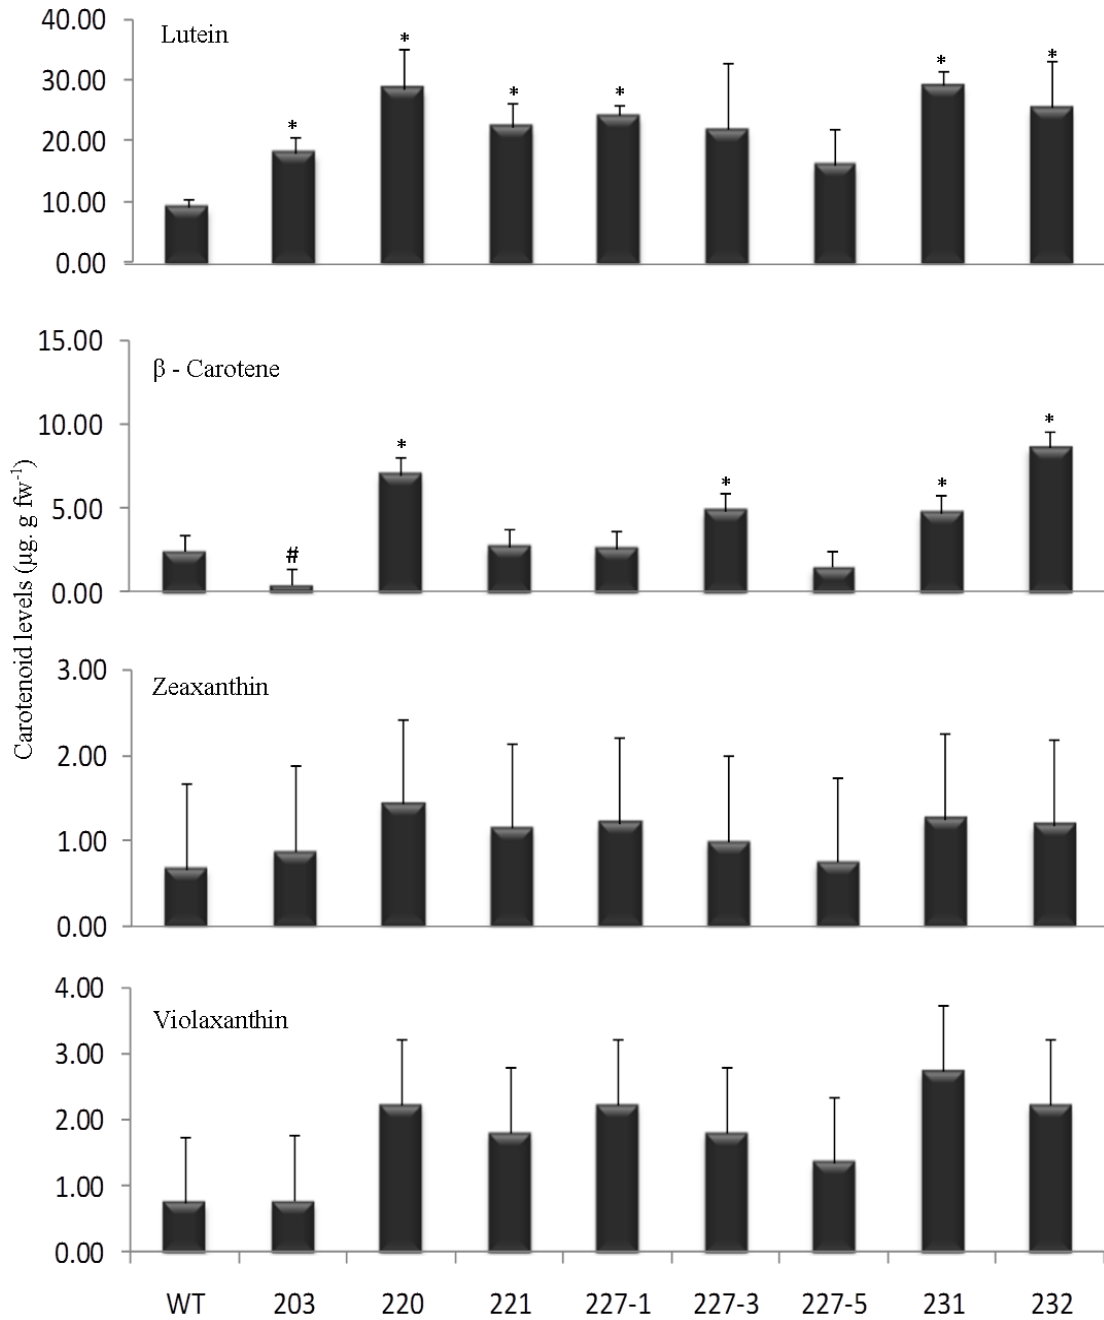 Carotenoid levels (µg. g fw⁻¹)
Lutein
40.00
30.00
20.00
10.00
0.00
* * * * * *
β - Carotene
15.00
10.00
5.00
0.00
# * * * *
Zeaxanthin
3.00
2.00
1.00
0.00
Violaxanthin
4.00
3.00
2.00
1.00
0.00
WT 203 220 221 227-1 227-3 227-5 231 232